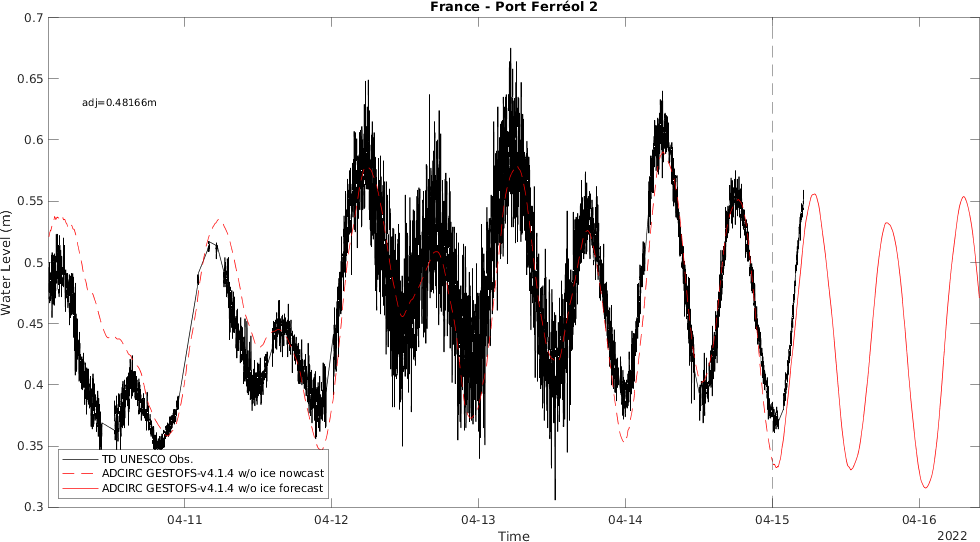 France - Port Ferréol 2
0.7
0.65
0.6
0.55
0.5
0.45
0.4
0.35
0.3
Water Level (m)
adj=0.48166m
TD UNESCO Obs.
ADCIRC GESTOFS-v4.1.4 w/o ice nowcast
ADCIRC GESTOFS-v4.1.4 w/o ice forecast
04-11 04-12 04-13 04-14 04-15 04-16
Time
2022